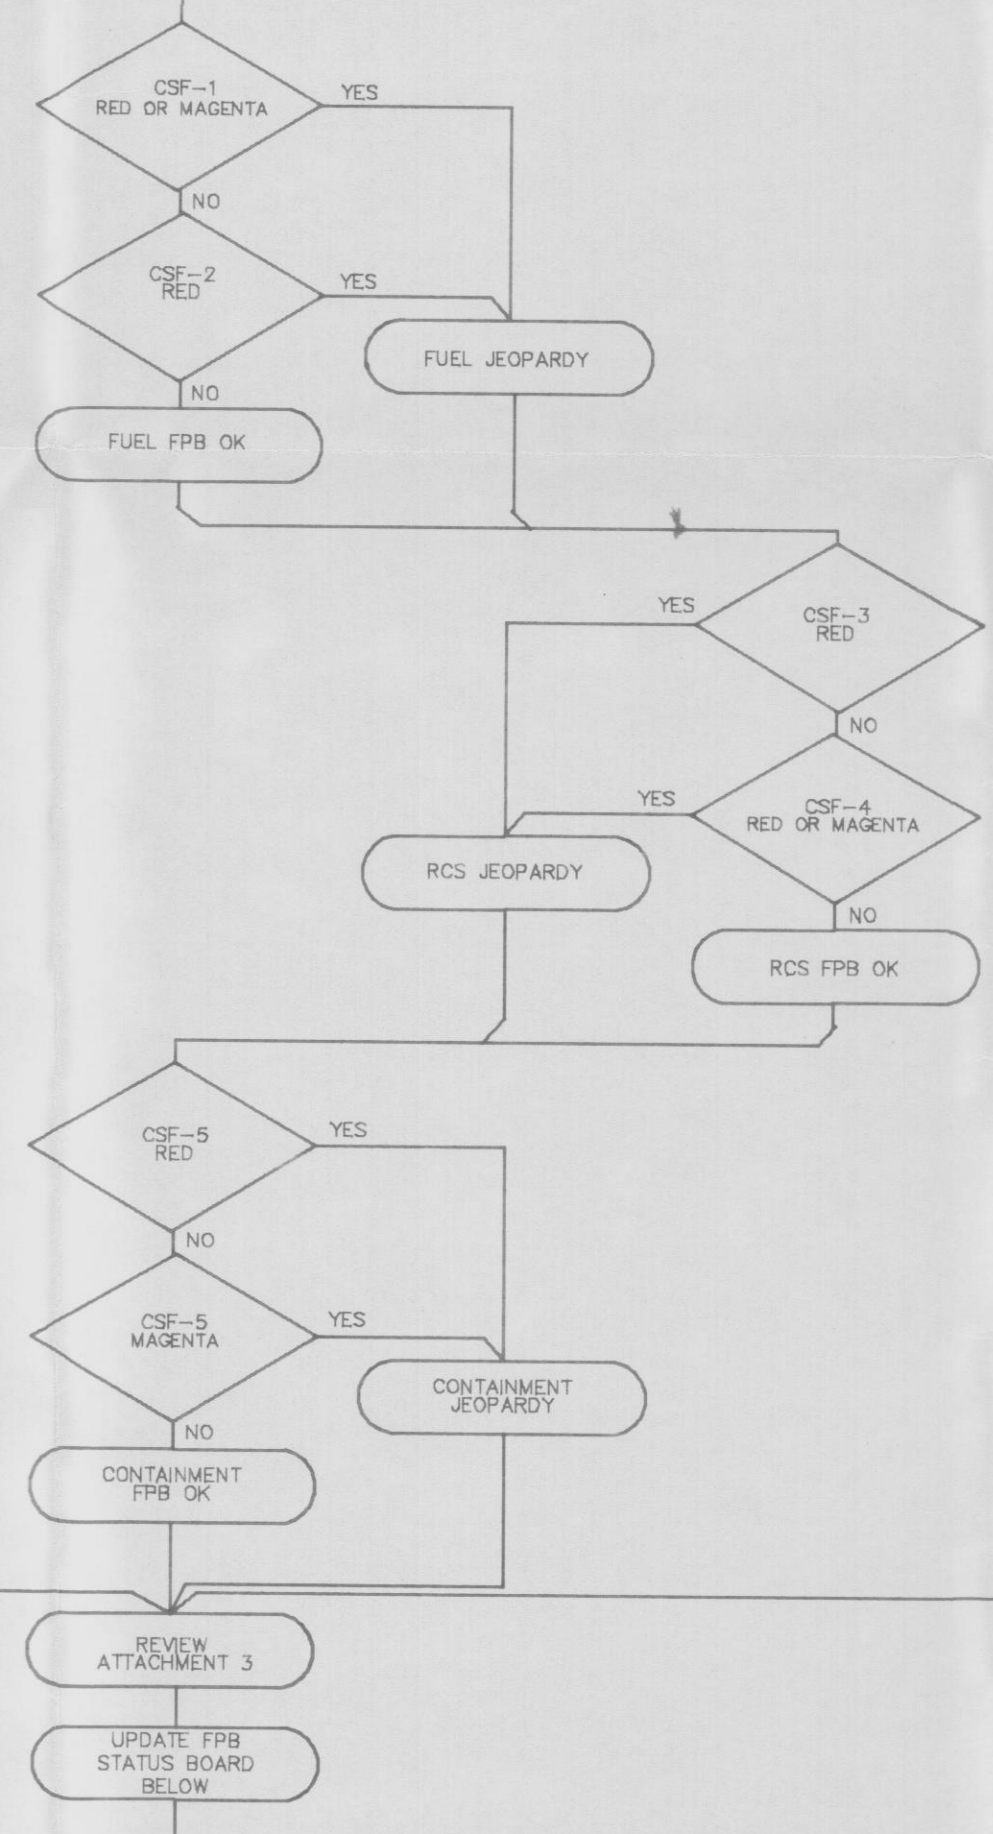 CSF-1
RED OR MAGENTA
YES
NO
CSF-2
RED
YES
FUEL JEOPARDY
NO
FUEL FPB OK
YES
CSF-3
RED
NO
YES
CSF-4
RED OR MAGENTA
RCS JEOPARDY
NO
RCS FPB OK
CSF-5
RED
YES
NO
CSF-5
MAGENTA
YES
CONTAINMENT
JEOPARDY
NO
CONTAINMENT
FPB OK
REVIEW
ATTACHMENT 3
UPDATE FPB
STATUS BOARD
BELOW